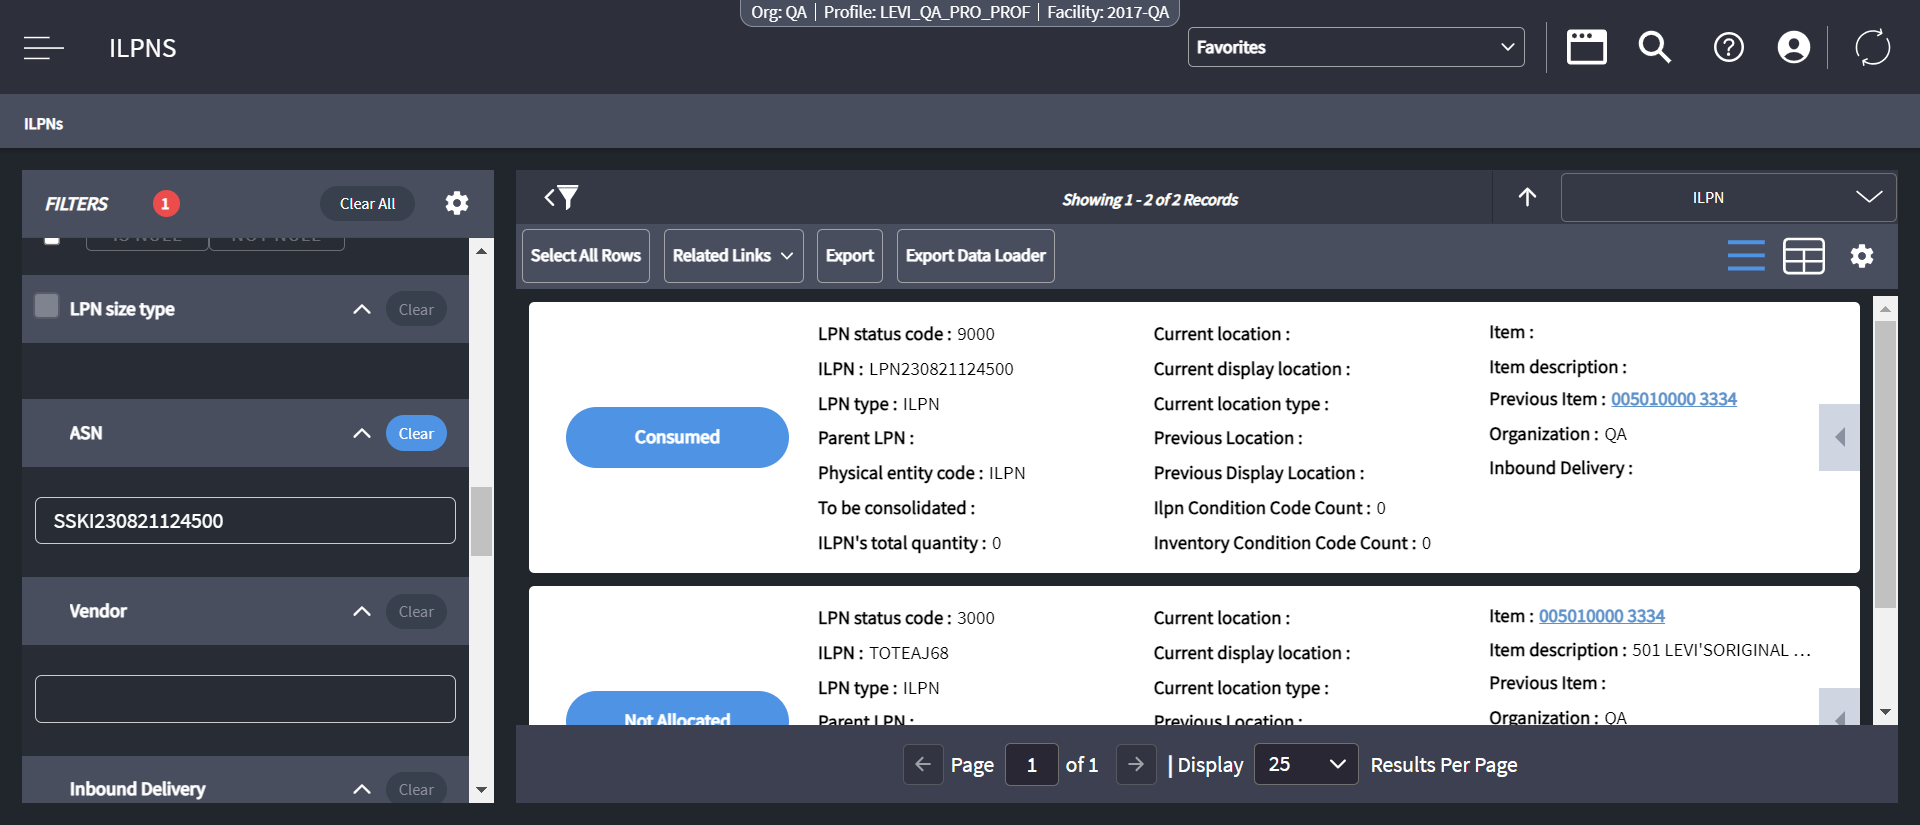 Org: QA | Profile: LEVI_QA_PRO_PROF | Facility: 2017-QA
ILPNS
Favorites
ILPNs
FILTERS 1 Clear All
IS NULL NOT NULL
LPN size type Clear
ASN Clear
SSKI230821124500
Vendor Clear
Inbound Delivery Clear
Showing 1 - 2 of 2 Records
ILPN
Select All Rows Related Links Export Export Data Loader
Consumed
LPN status code : 9000
ILPN : LPN230821124500
LPN type : ILPN
Parent LPN :
Physical entity code : ILPN
To be consolidated :
ILPN's total quantity : 0
Current location :
Current display location :
Current location type :
Previous Location :
Previous Display Location :
Ilpn Condition Code Count : 0
Inventory Condition Code Count : 0
Item :
Item description :
Previous Item : 005010000 3334
Organization : QA
Inbound Delivery :
Not Allocated
LPN status code : 3000
ILPN : TOTEAJ68
LPN type : ILPN
Parent LPN :
Current location :
Current display location :
Current location type :
Previous Location :
Item : 005010000 3334
Item description : 501 LEVI'SORIGINAL ...
Previous Item :
Organization : QA
Page 1 of 1 | Display 25 Results Per Page